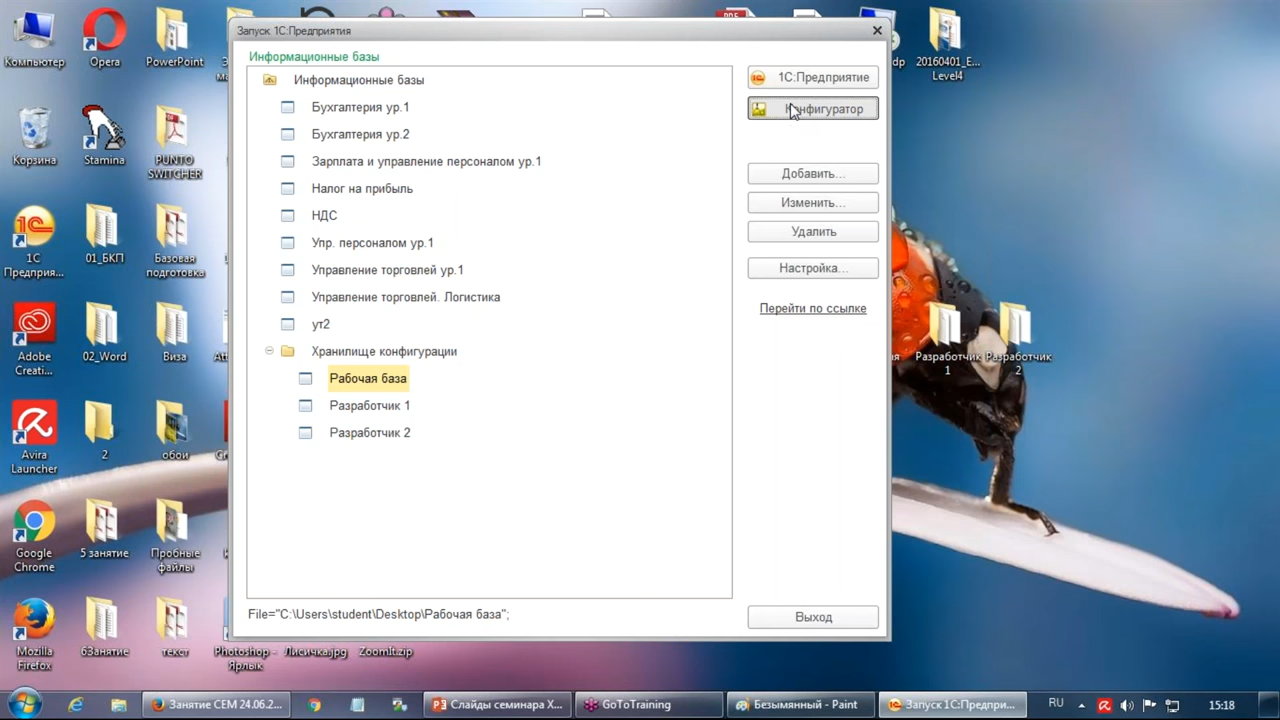 Запуск 1С:Предприятия
Информационные базы
Информационные базы
Бухгалтерия ур.1
Бухгалтерия ур.2
Зарплата и управление персоналом ур.1
Налог на прибыль
НДС
Упр. персоналом ур.1
Управление торговлей ур.1
Управление торговлей. Логистика
ут2
Хранилище конфигурации
Рабочая база
Разработчик 1
Разработчик 2
File="C:\Users\student\Desktop\Рабочая база";
1С:Предприятие
Конфигуратор
Добавить...
Изменить...
Удалить
Настройка...
Перейти по ссылке
Выход
Компьютер
Opera
PowerPoint
Корзина
Stamina
PUNTO
SWITCHER
1С
Предприя...
01_БКП
Базовая
подготовка
Adobe
Creati...
02_Word
Виза
Avira
Launcher
2
обои
Google
Chrome
5 занятие
Пробные
файлы
Mozilla
Firefox
6Занятие
текст
Photoshop -
Ярлык
Лисичка.jpg
ZoomIt.zip
PDF
20160401_E...
Level4
Разработчик
1
Разработчик
2
Занятие СЕМ 24.06.2...
Слайды семинара Х...
GoToTraining
Безымянный - Paint
Запуск 1С:Предпри...
RU
15:18